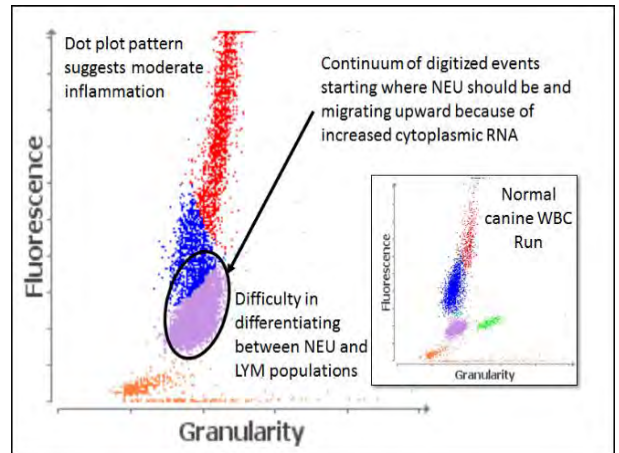 Dot plot pattern
suggests moderate
inflammation
Continuum of digitized events
starting where NEU should be and
migrating upward because of
increased cytoplasmic RNA
Fluorescence
Difficulty in
differentiating
between NEU and
LYM populations
Granularity
Normal
canine WBC
Run
Fluorescence
Granularity